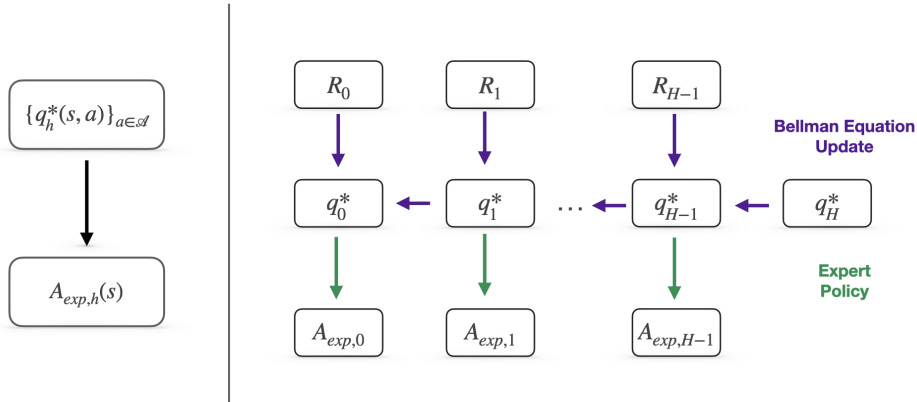 {q*_h(s, a)}_{a∈𝒜}
A_{exp,h}(s)
R_0 R_1 R_{H−1}
Bellman Equation
Update
q*_0 q*_1 ... q*_{H−1} q*_H
Expert
Policy
A_{exp,0} A_{exp,1} A_{exp,H−1}